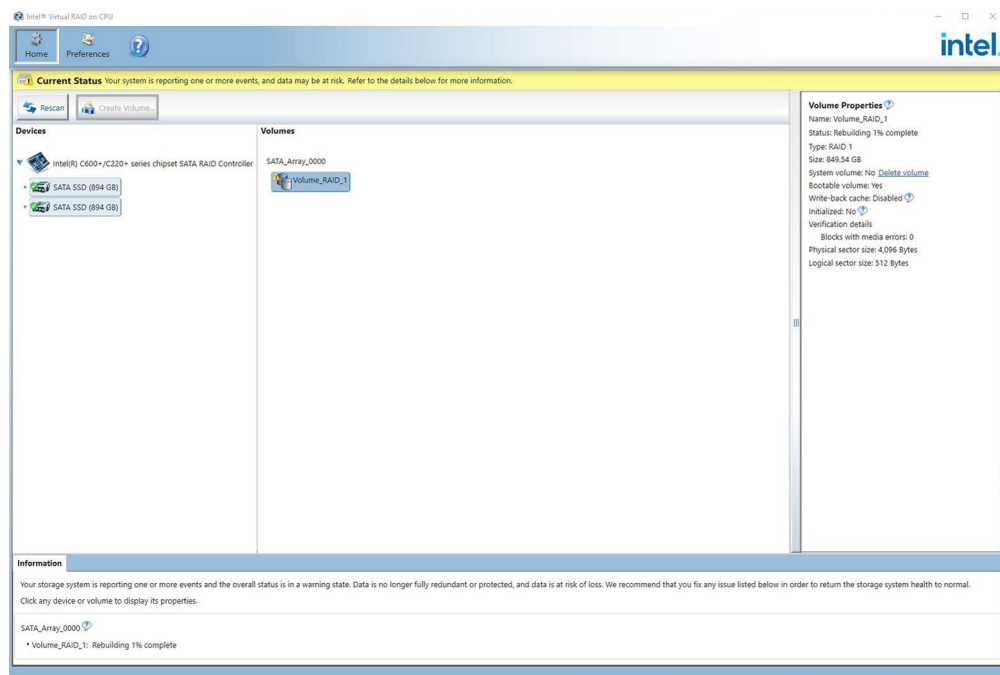 Intel® Virtual RAID on CPU
Home
Preferences
intel.
Current Status Your system is reporting one or more events, and data may be at risk. Refer to the details below for more information.
Rescan
Create Volume...
Devices
Intel(R) C600+/C220+ series chipset SATA RAID Controller
SATA SSD (894 GB)
SATA SSD (894 GB)
Volumes
SATA_Array_0000
Volume_RAID_1
Volume Properties
Name: Volume_RAID_1
Status: Rebuilding 1% complete
Type: RAID 1
Size: 849.54 GB
System volume: No Delete volume
Bootable volume: Yes
Write-back cache: Disabled
Initialized: No
Verification details
Blocks with media errors: 0
Physical sector size: 4,096 Bytes
Logical sector size: 512 Bytes
Information
Your storage system is reporting one or more events and the overall status is in a warning state. Data is no longer fully redundant or protected, and data is at risk of loss. We recommend that you fix any issue listed below in order to return the storage system health to normal.
Click any device or volume to display its properties.
SATA_Array_0000
• Volume_RAID_1: Rebuilding 1% complete